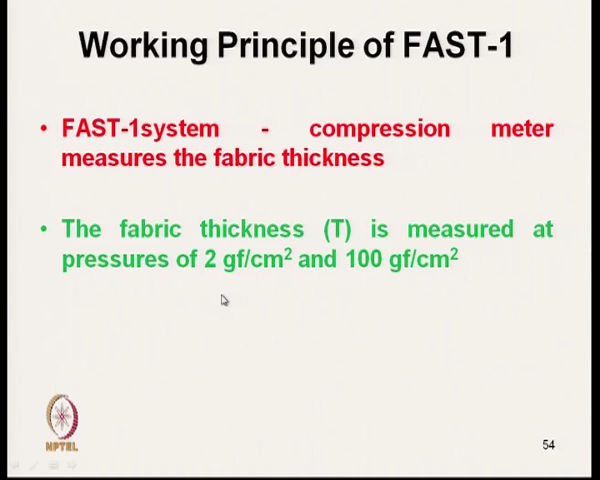 Working Principle of FAST-1
• FAST-1system - compression meter
measures the fabric thickness
• The fabric thickness (T) is measured at
pressures of 2 gf/cm² and 100 gf/cm²
NPTEL
54